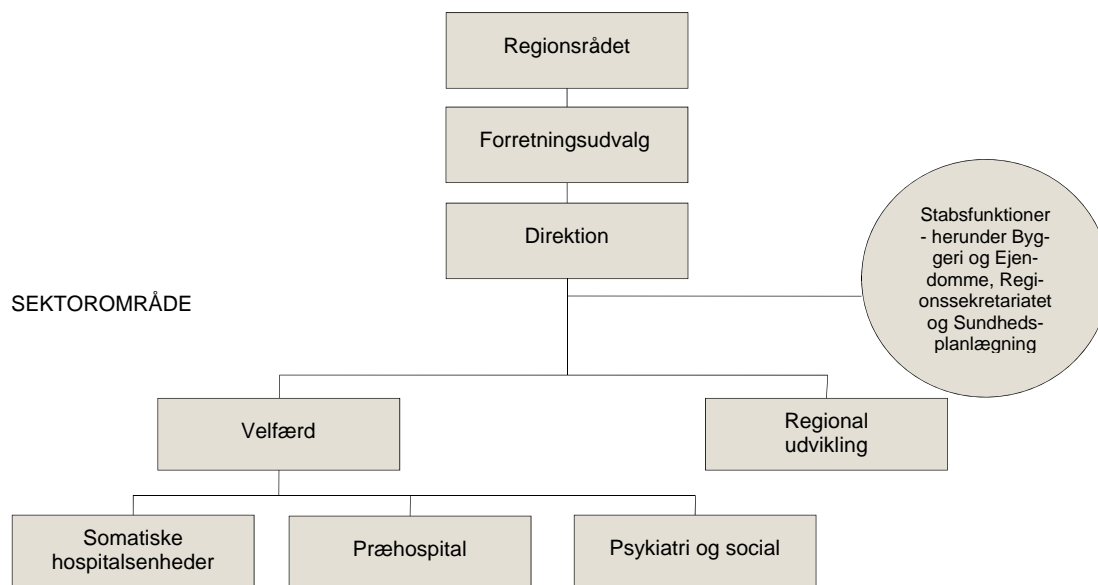 Regionsrådet
Forretningsudvalg
Direktion
Stabsfunktioner
- herunder Byg-
geri og Ejen-
domme, Regi-
onssekretariatet
og Sundheds-
planlægning
SEKTOROMRÅDE
Velfærd
Regional
udvikling
Somatiske
hospitalsenheder
Præhospital
Psykiatri og social